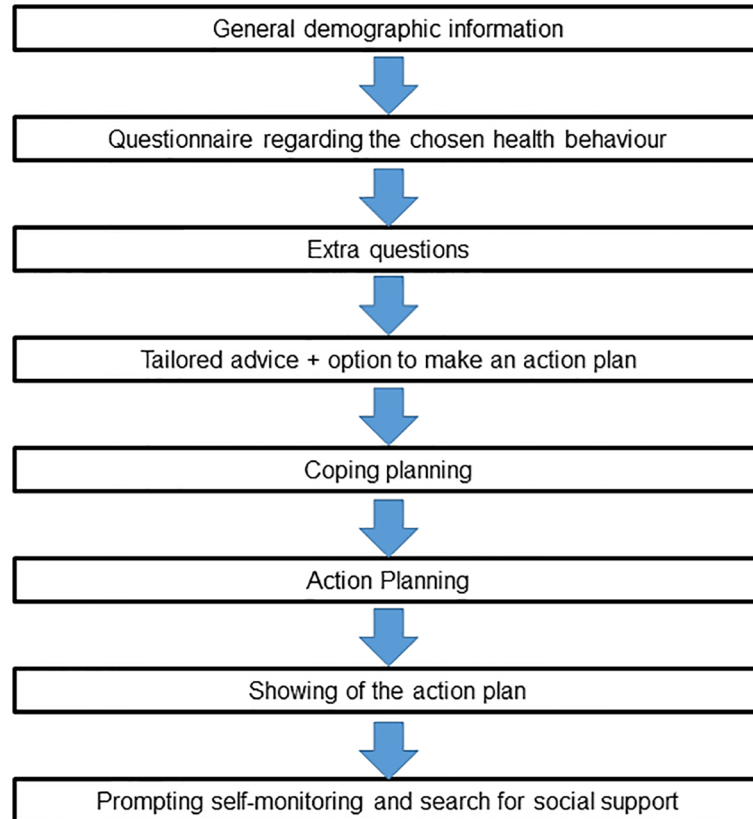 General demographic information
Questionnaire regarding the chosen health behaviour
Extra questions
Tailored advice + option to make an action plan
Coping planning
Action Planning
Showing of the action plan
Prompting self-monitoring and search for social support